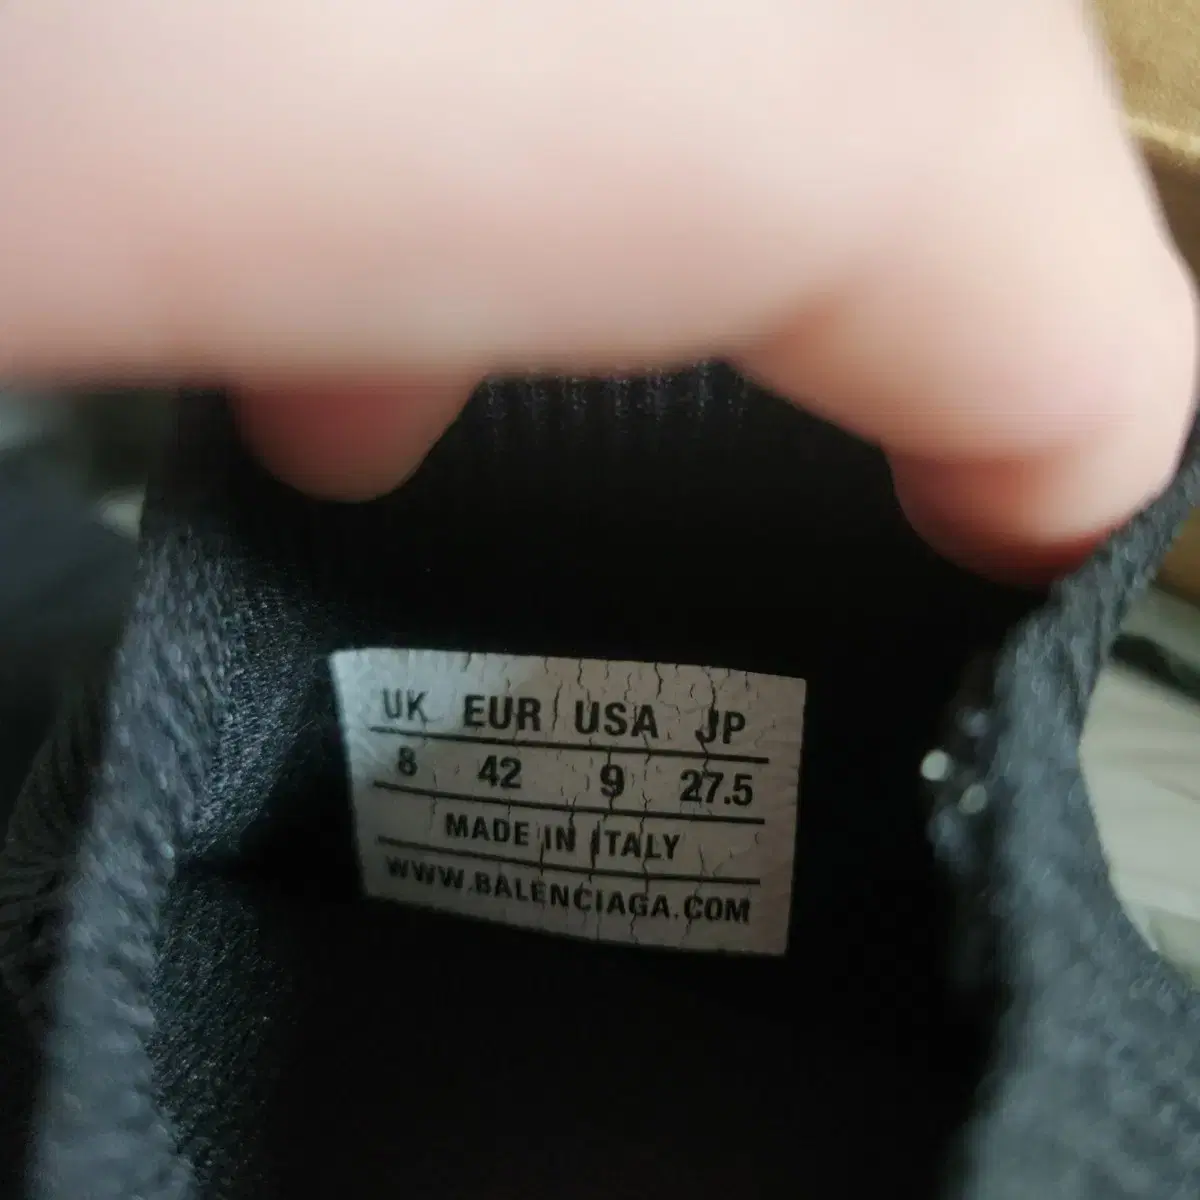 UK EUR USA JP
8 42 9 27.5
MADE IN ITALY
WWW.BALENCIAGA.COM